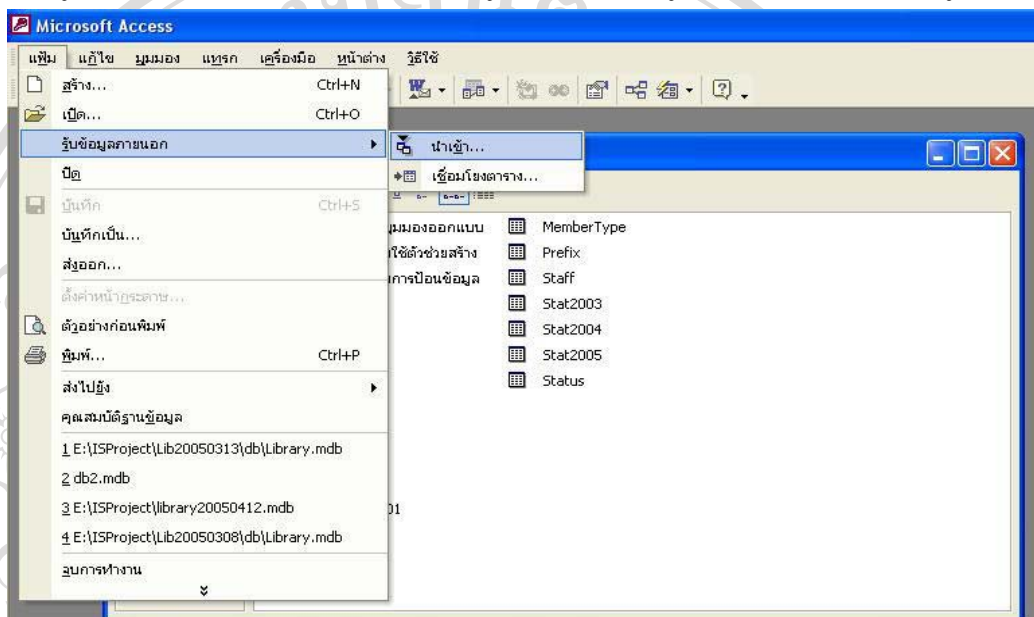 Microsoft Access
แฟ้ม แก้ไข มุมมอง แทรก เครื่องมือ หน้าต่าง วิธีใช้
สร้าง... Ctrl+N
เปิด... Ctrl+O
รับข้อมูลภายนอก
นำเข้า...
เชื่อมโยงตาราง...
ปิด
บันทึก Ctrl+S
บันทึกเป็น...
ส่งออก...
ตั้งค่าหน้ากระดาษ...
ตัวอย่างก่อนพิมพ์
พิมพ์... Ctrl+P
ส่งไปยัง
คุณสมบัติฐานข้อมูล
1 E:\ISProject\Lib20050313\db\Library.mdb
2 db2.mdb
3 E:\ISProject\library20050412.mdb
4 E:\ISProject\Lib20050308\db\Library.mdb
จบการทำงาน
มุมมองออกแบบ
ใช้ตัวช่วยสร้าง
การป้อนข้อมูล
01
MemberType
Prefix
Staff
Stat2003
Stat2004
Stat2005
Status